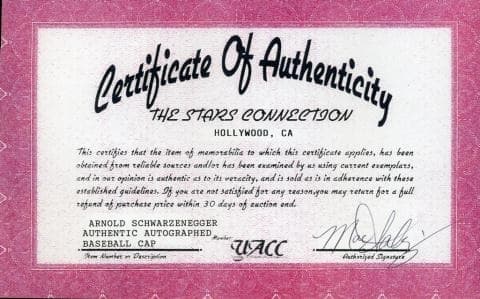 Certificate Of Authenticity
THE STARS CONNECTION
HOLLYWOOD, CA
This certifies that the item of memorabilia to which this certificate applies, has been
obtained from reliable sources and/or has been examined by us using current exemplars,
and in our opinion is authentic as to its veracity, and is sold as is in adherence with these
established guidelines. If you are not satisfied for any reason,you may return for a full
refund of purchase price within 30 days of auction end.
ARNOLD SCHWARZENEGGER
AUTHENTIC AUTOGRAPHED
BASEBALL CAP
Item Number or Description
Member
UACC
Authorized Signature